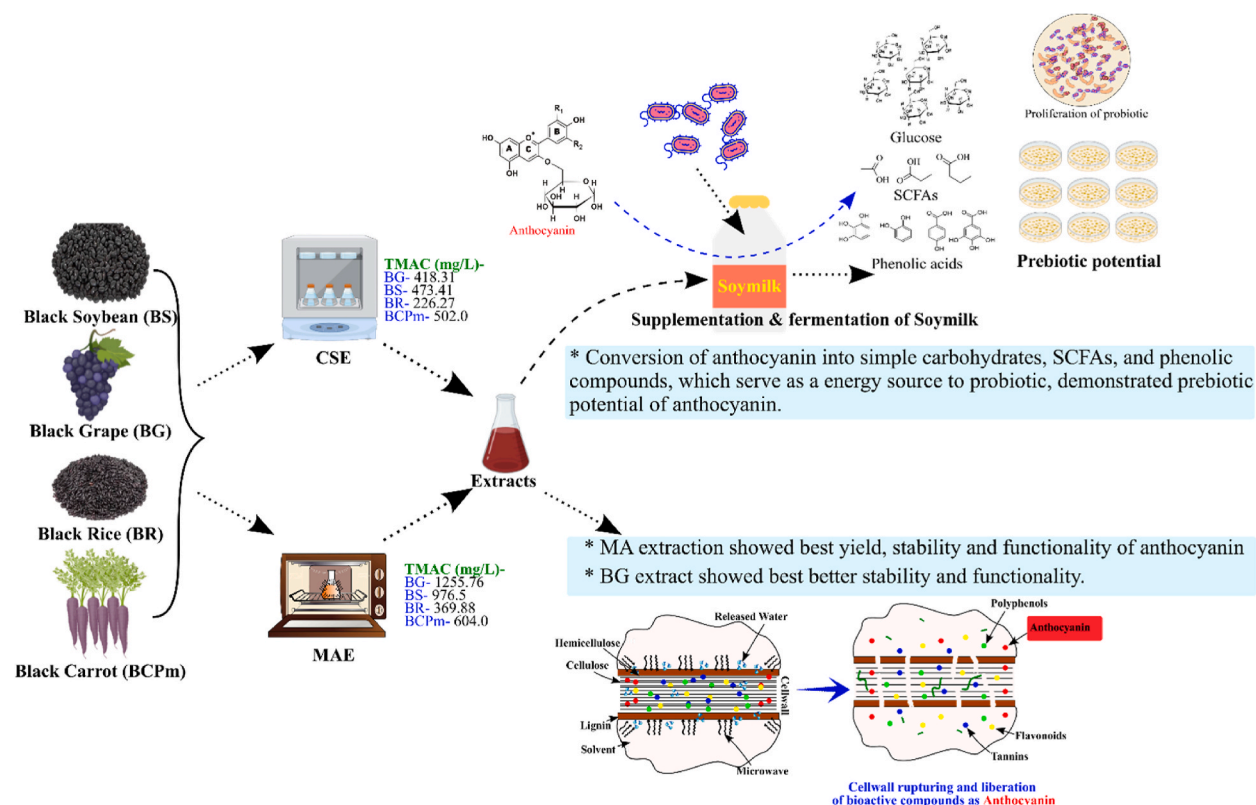 Black Soybean (BS)
Black Grape (BG)
Black Rice (BR)
Black Carrot (BCPm)
CSE
TMAC (mg/L)-
BG- 418.31
BS- 473.41
BR- 226.27
BCPm- 502.0
MAE
TMAC (mg/L)-
BG- 1255.76
BS- 976.5
BR- 369.88
BCPm- 604.0
Extracts
Anthocyanin
A
C
B
R1
R2
OH
HO
OH
Soymilk
Supplementation & fermentation of Soymilk
Glucose
SCFAs
Phenolic acids
Proliferation of probiotic
Prebiotic potential
* Conversion of anthocyanin into simple carbohydrates, SCFAs, and phenolic
compounds, which serve as a energy source to probiotic, demonstrated prebiotic
potential of anthocyanin.
* MA extraction showed best yield, stability and functionality of anthocyanin
* BG extract showed best better stability and functionality.
Released Water
Hemicellulose
Cellulose
Lignin
Solvent
Microwave
Cellwall
Polyphenols
Anthocyanin
Flavonoids
Tannins
Cellwall rupturing and liberation
of bioactive compounds as Anthocyanin